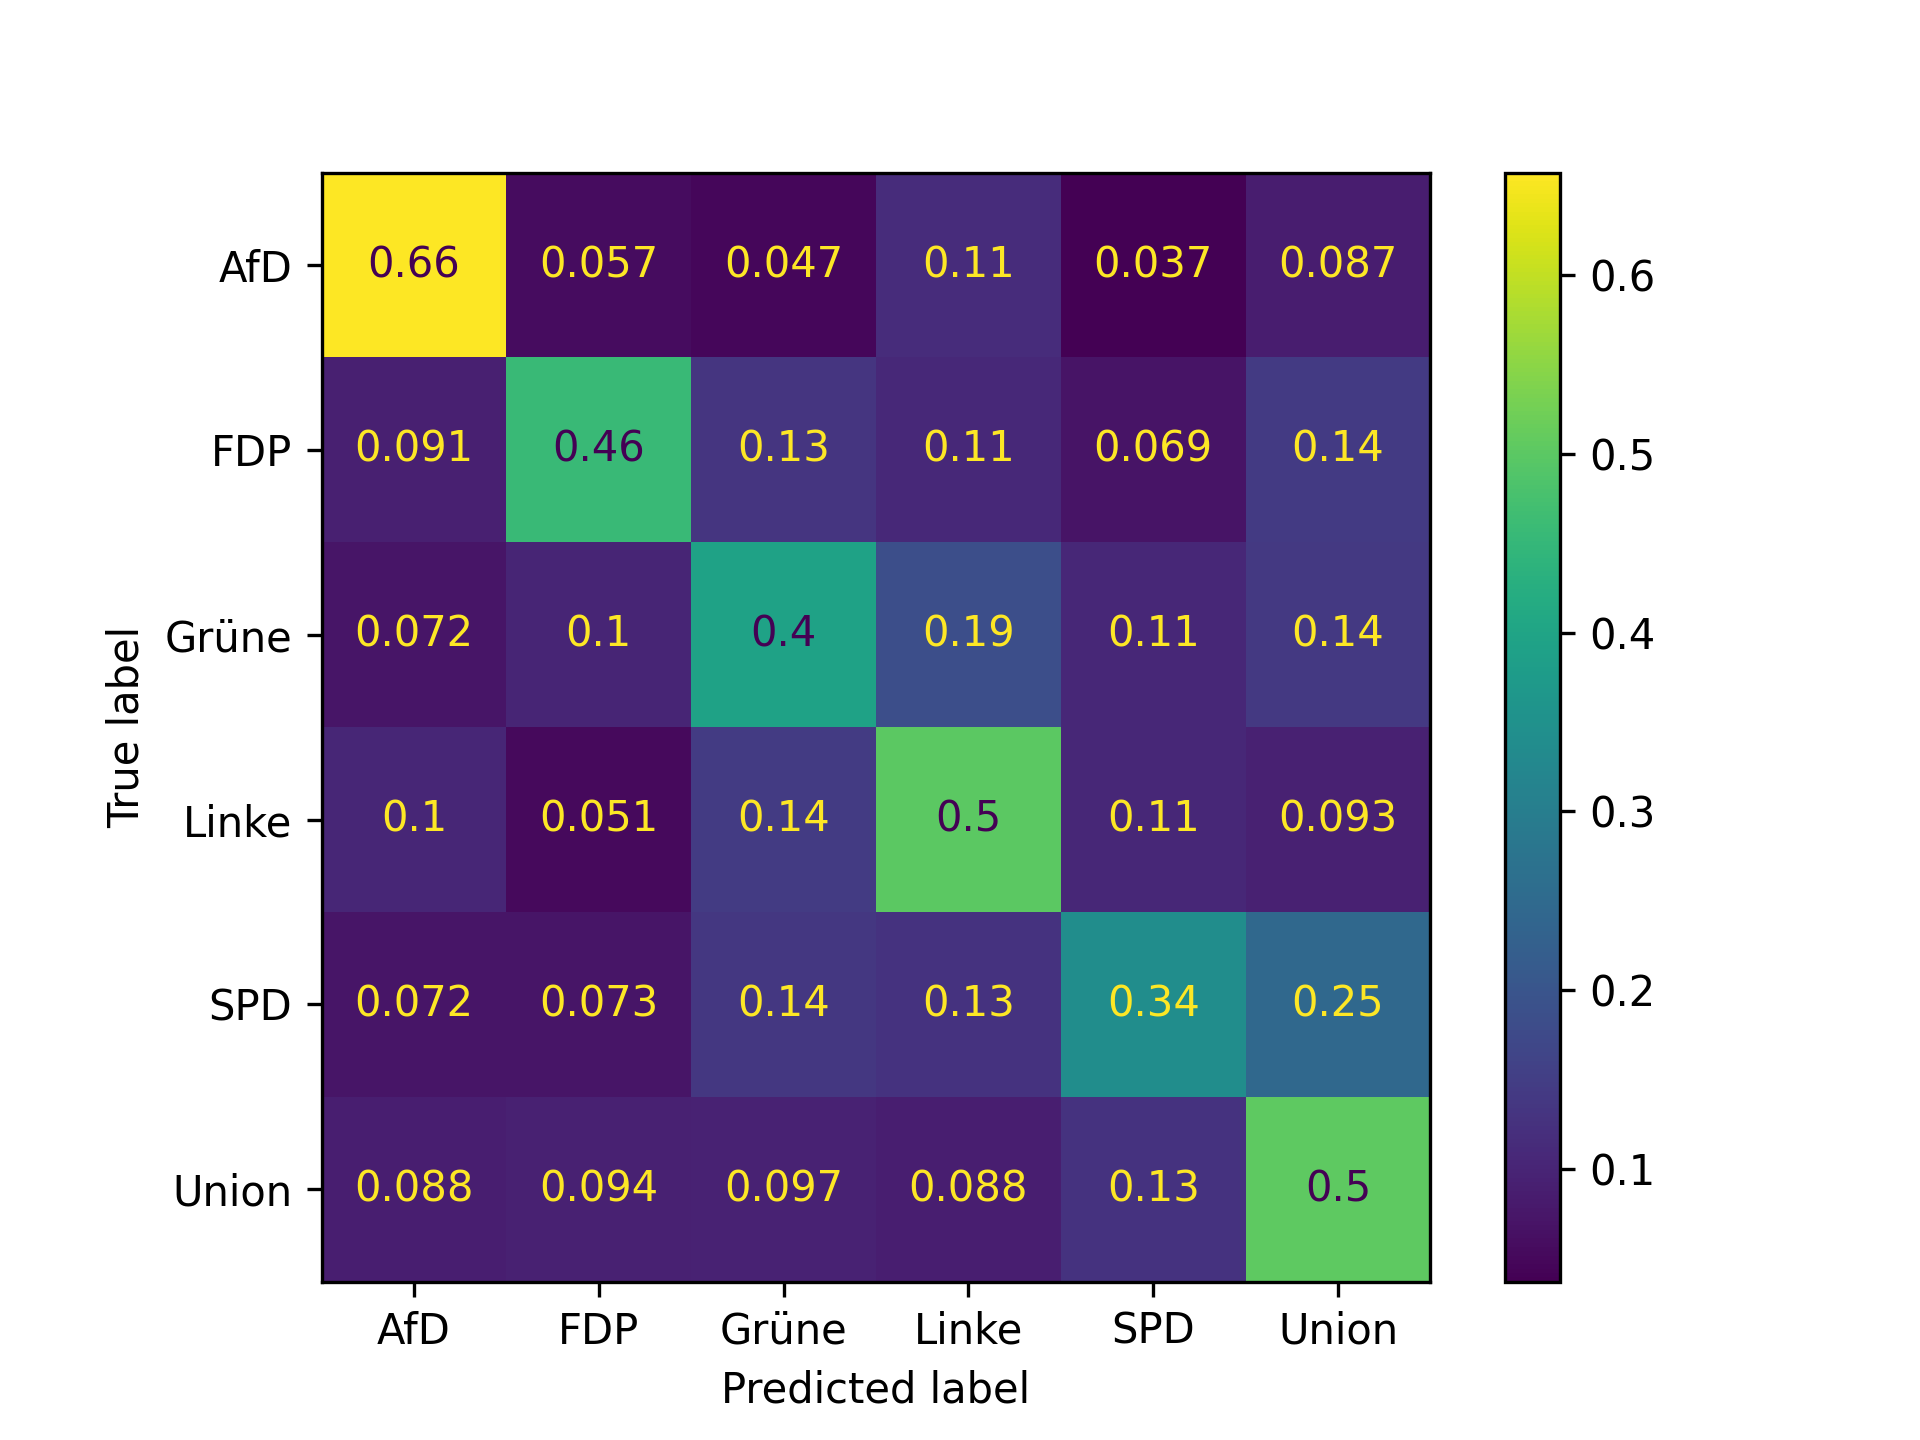 AfD 0.66 0.057 0.047 0.11 0.037 0.087
FDP 0.091 0.46 0.13 0.11 0.069 0.14
Grüne 0.072 0.1 0.4 0.19 0.11 0.14
Linke 0.1 0.051 0.14 0.5 0.11 0.093
SPD 0.072 0.073 0.14 0.13 0.34 0.25
Union 0.088 0.094 0.097 0.088 0.13 0.5
AfD FDP Grüne Linke SPD Union
Predicted label
True label
0.6
0.5
0.4
0.3
0.2
0.1